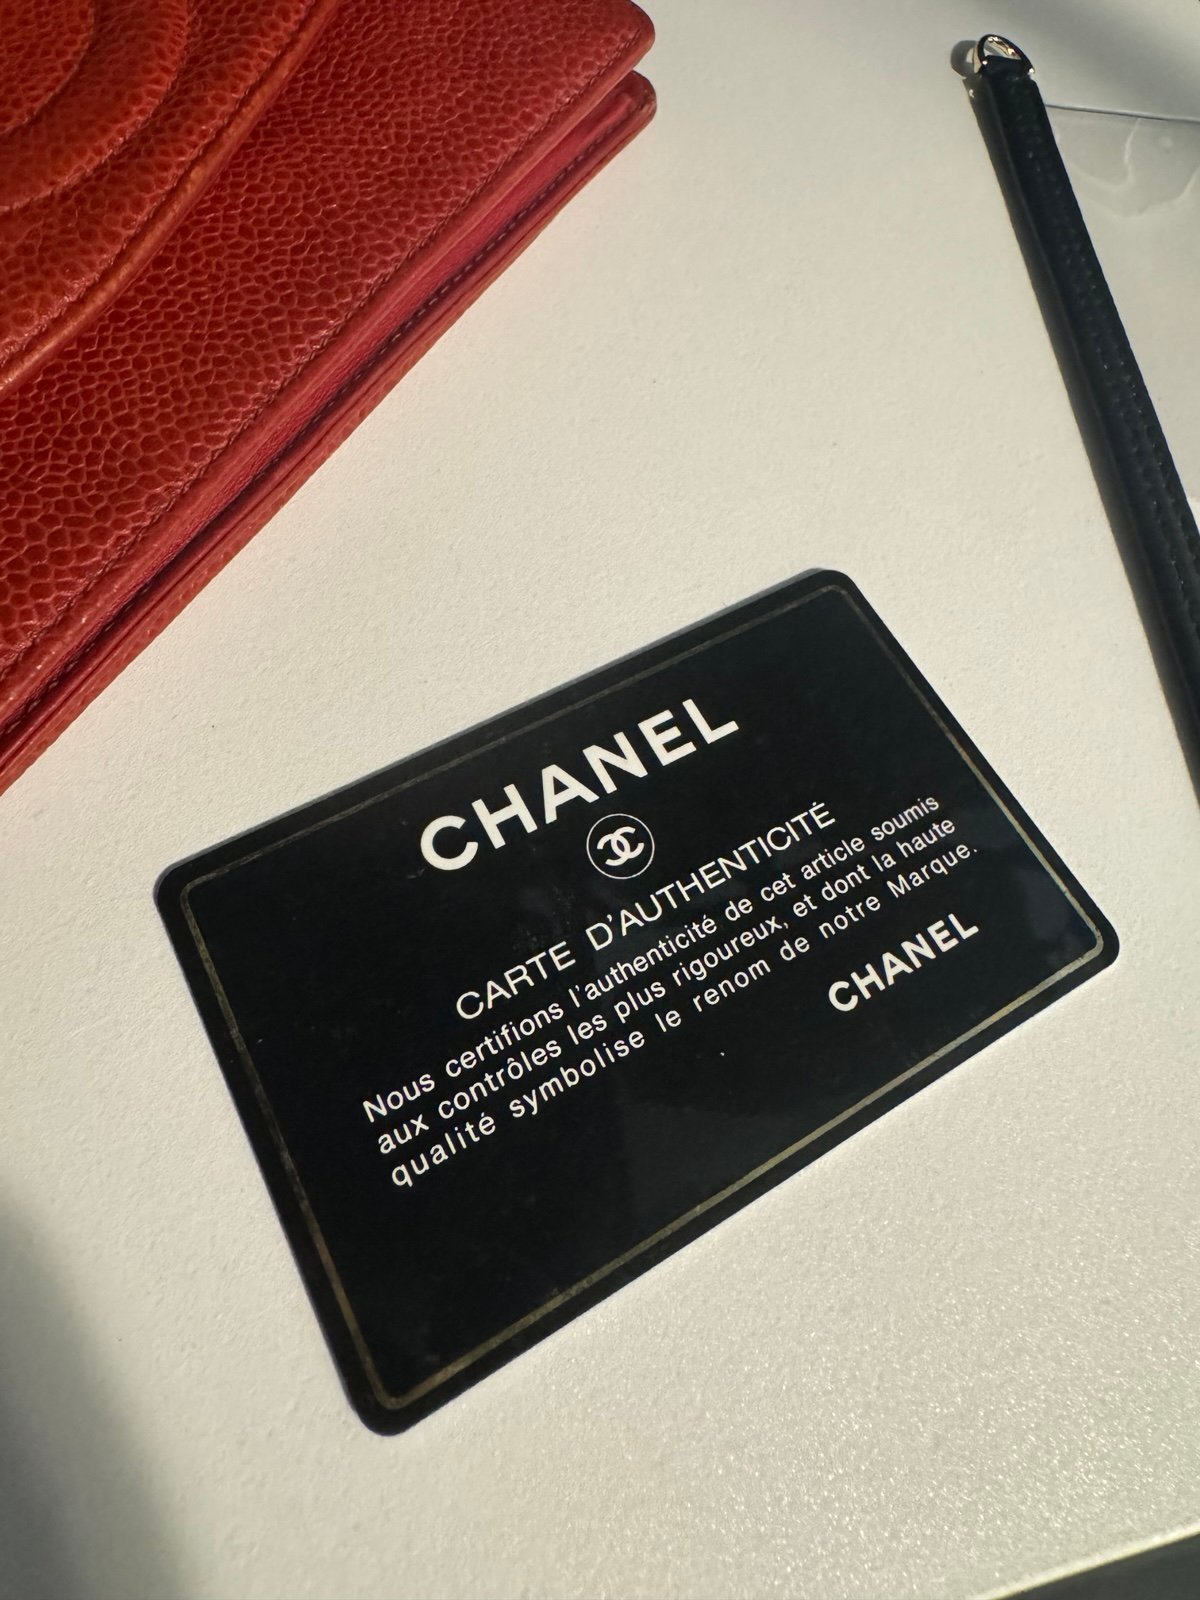 CHANEL
CARTE D'AUTHENTICITÉ
Nous certifions l'authenticité de cet article soumis
aux contrôles les plus rigoureux, et dont la haute
qualité symbolise le renom de notre Marque.
CHANEL